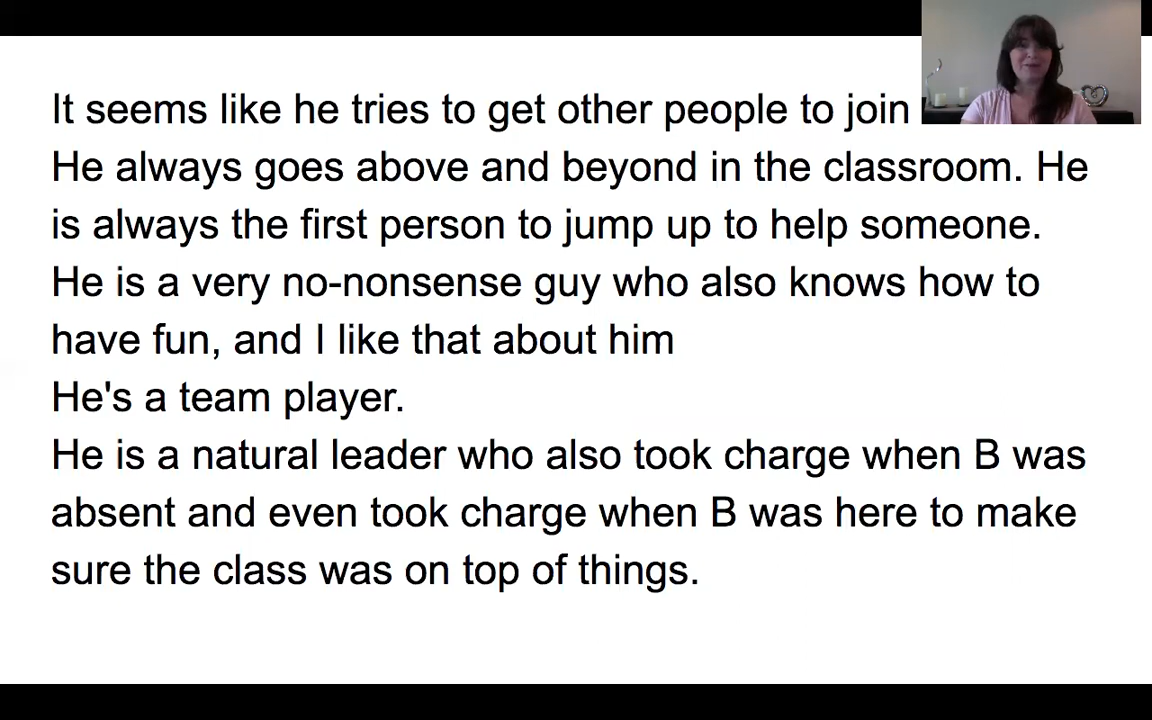 It seems like he tries to get other people to join
He always goes above and beyond in the classroom. He
is always the first person to jump up to help someone.
He is a very no-nonsense guy who also knows how to
have fun, and I like that about him
He's a team player.
He is a natural leader who also took charge when B was
absent and even took charge when B was here to make
sure the class was on top of things.